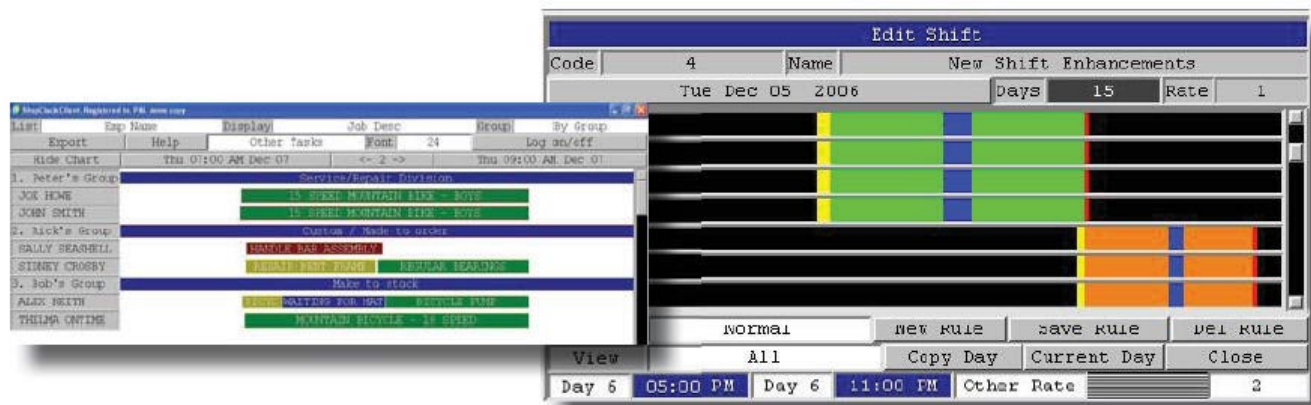 Edit Shift
Code 4 Name New Shift Enhancements
Tue Dec 05 2006 Days 15 Rate 1
Normal New Rule Save Rule Del Rule
View All Copy Day Current Day Close
Day 6 05:00 PM Day 6 11:00 PM Other Rate 2
ShopClockClient Registered to PBL demo copy
List Emp Name Display Job Desc Group By Group
Export Help Other Tasks Font 24 Log on/off
Hide Chart Thu 07:00 AM Dec 07 <- 2 -> Thu 09:00 AM Dec 07
1. Peter's Group Service/Repair Division
JOE HOWE 15 SPEED MOUNTAIN BIKE - BOYS
JOHN SMITH 15 SPEED MOUNTAIN BIKE - BOYS
2. Rick's Group Custom / Made to order
SALLY SEASHELL HANDLE BAR ASSEMBLY
SIDNEY CROSBY REPAIR BENT FRAME REGULAR BEARINGS
3. Bob's Group Make to stock
ALEX KEITH WAITING FOR MAT BICYCLE PUMP
THELMA ONTIME MOUNTAIN BICYCLE - 18 SPEED